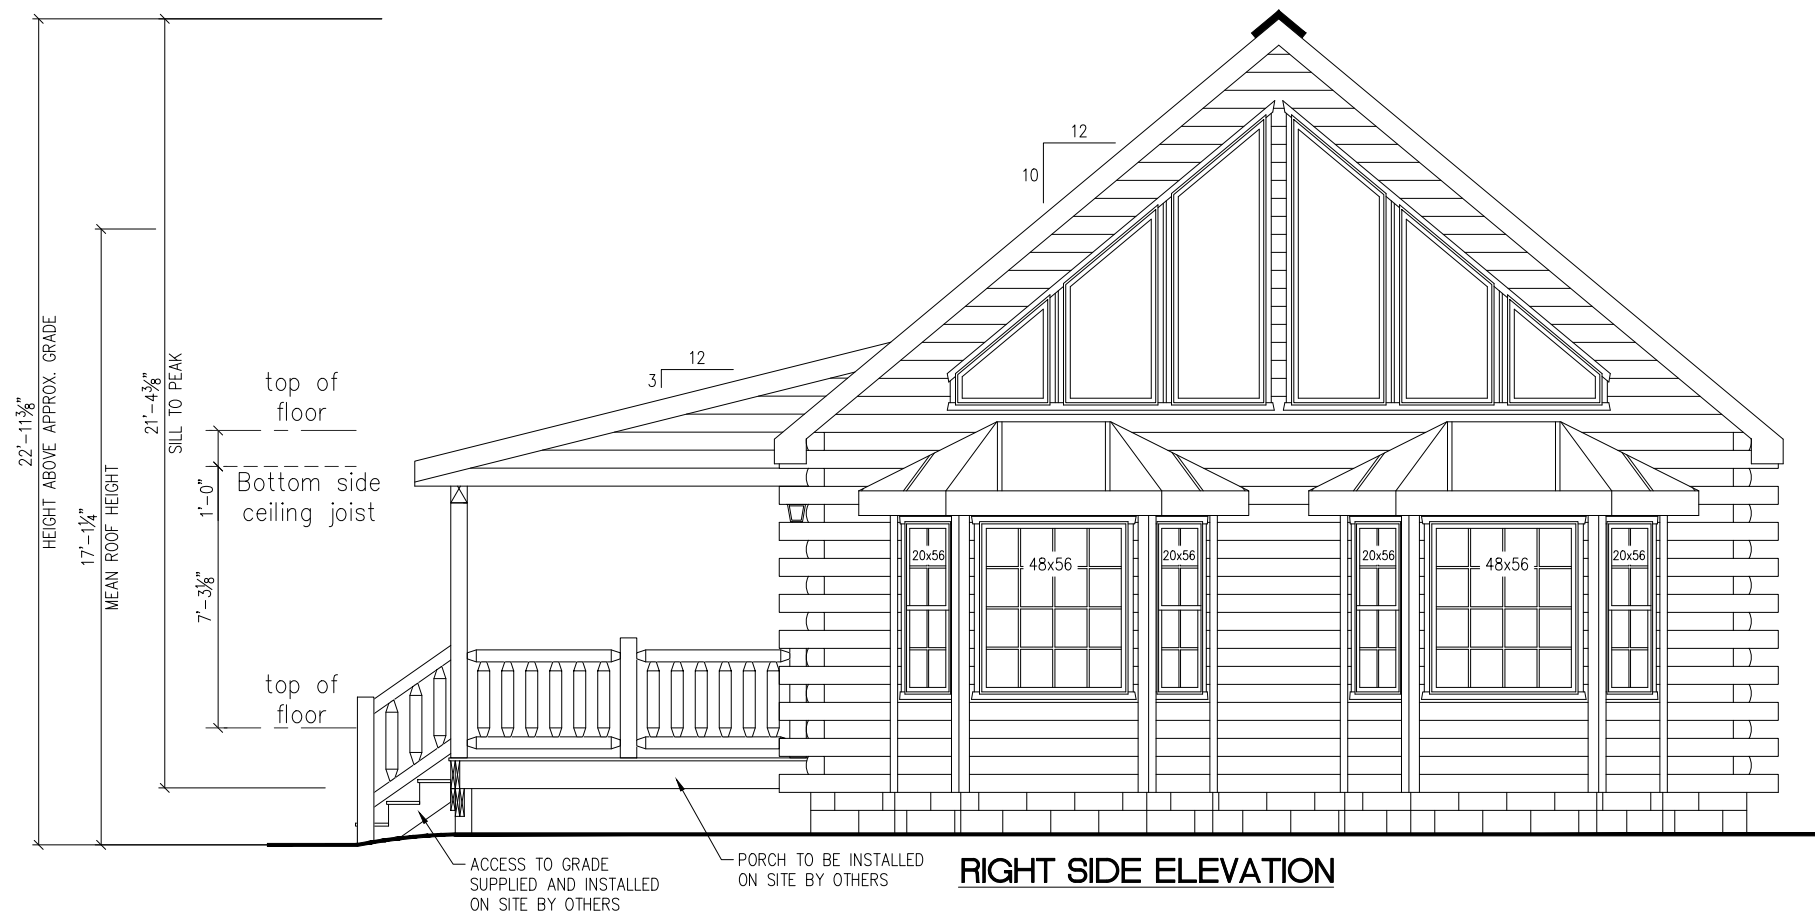 12
10
12
3
22'-11⅜"
HEIGHT ABOVE APPROX. GRADE
17'-1¼"
MEAN ROOF HEIGHT
21'-4⅜"
SILL TO PEAK
top of
floor
1'-0"
Bottom side
ceiling joist
7'-3⅛"
top of
floor
20x56
48x56
20x56
20x56
48x56
20x56
ACCESS TO GRADE
SUPPLIED AND INSTALLED
ON SITE BY OTHERS
PORCH TO BE INSTALLED
ON SITE BY OTHERS
RIGHT SIDE ELEVATION